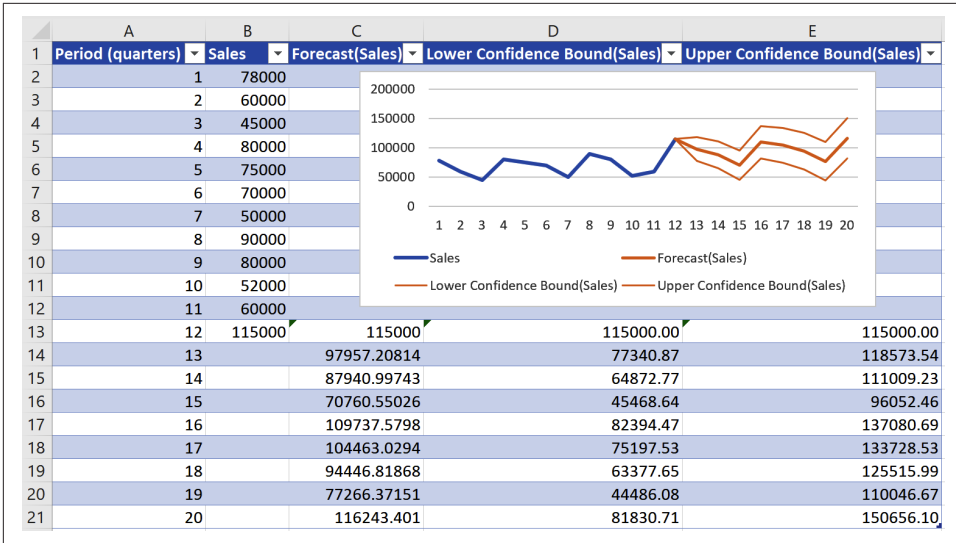 A B C D E
1 Period (quarters) Sales Forecast(Sales) Lower Confidence Bound(Sales) Upper Confidence Bound(Sales)
2 1 78000
3 2 60000
4 3 45000
5 4 80000
6 5 75000
7 6 70000
8 7 50000
9 8 90000
10 9 80000
11 10 52000
12 11 60000
13 12 115000 115000 115000.00 115000.00
14 13 97957.20814 77340.87 118573.54
15 14 87940.99743 64872.77 111009.23
16 15 70760.55026 45468.64 96052.46
17 16 109737.5798 82394.47 137080.69
18 17 104463.0294 75197.53 133728.53
19 18 94446.81868 63377.65 125515.99
20 19 77266.37151 44486.08 110046.67
21 20 116243.401 81830.71 150656.10
200000
150000
100000
50000
0
1 2 3 4 5 6 7 8 9 10 11 12 13 14 15 16 17 18 19 20
Sales Forecast(Sales)
Lower Confidence Bound(Sales) Upper Confidence Bound(Sales)